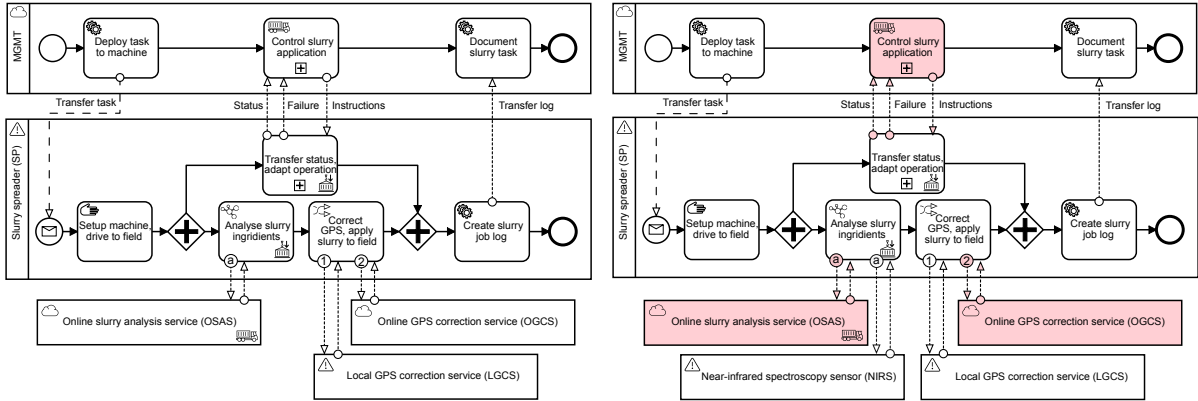 MGMT
Deploy task
to machine
Control slurry
application
Document
slurry task
Transfer task
Status
Failure
Instructions
Transfer log
Slurry spreader (SP)
Transfer status,
adapt operation
Setup machine,
drive to field
Analyse slurry
ingridients
Correct
GPS, apply
slurry to field
Create slurry
job log
a
1
2
Online slurry analysis service (OSAS)
Online GPS correction service (OGCS)
Local GPS correction service (LGCS)
MGMT
Deploy task
to machine
Control slurry
application
Document
slurry task
Transfer task
Status
Failure
Instructions
Transfer log
Slurry spreader (SP)
Transfer status,
adapt operation
Setup machine,
drive to field
Analyse slurry
ingridients
Correct
GPS, apply
slurry to field
Create slurry
job log
a
a
1
2
Online slurry analysis service (OSAS)
Online GPS correction service (OGCS)
Near-infrared spectroscopy sensor (NIRS)
Local GPS correction service (LGCS)